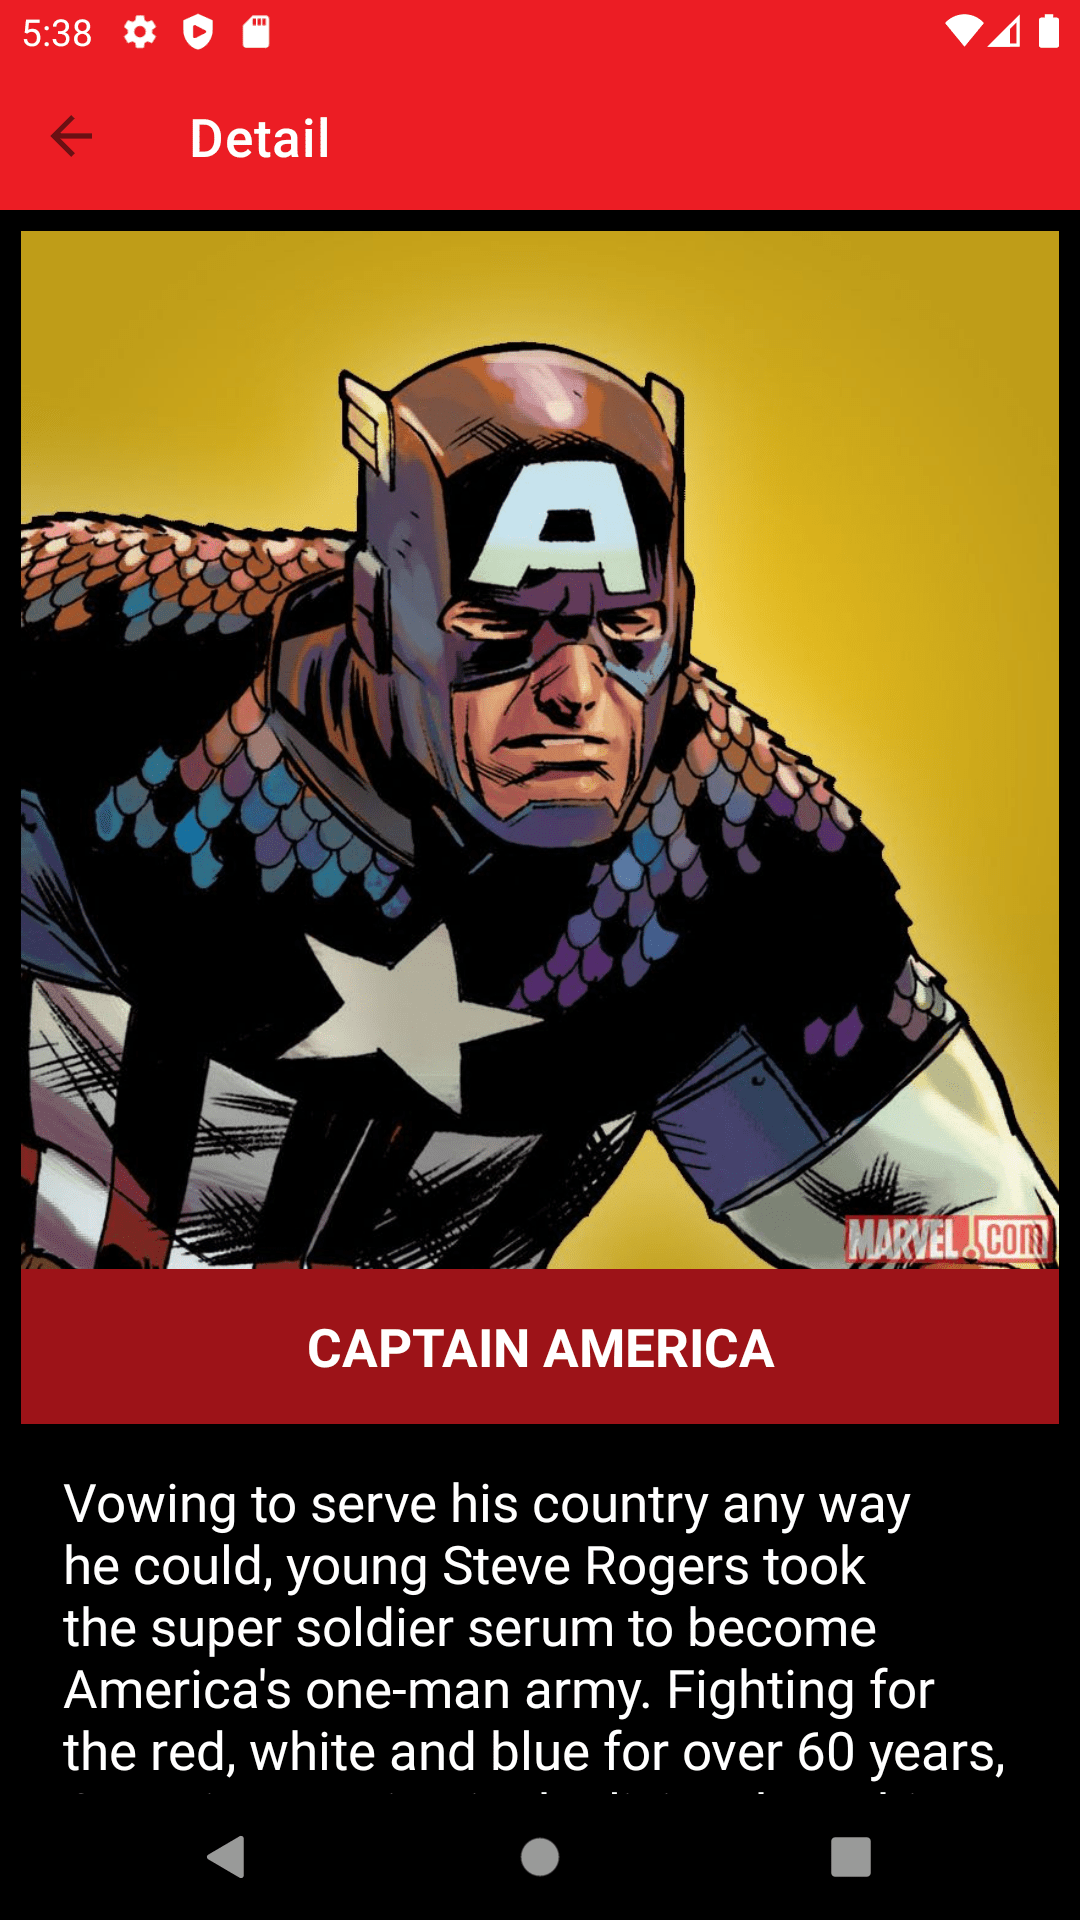 5:38
Detail
A
MARVEL.com
CAPTAIN AMERICA
Vowing to serve his country any way
he could, young Steve Rogers took
the super soldier serum to become
America's one-man army. Fighting for
the red, white and blue for over 60 years,